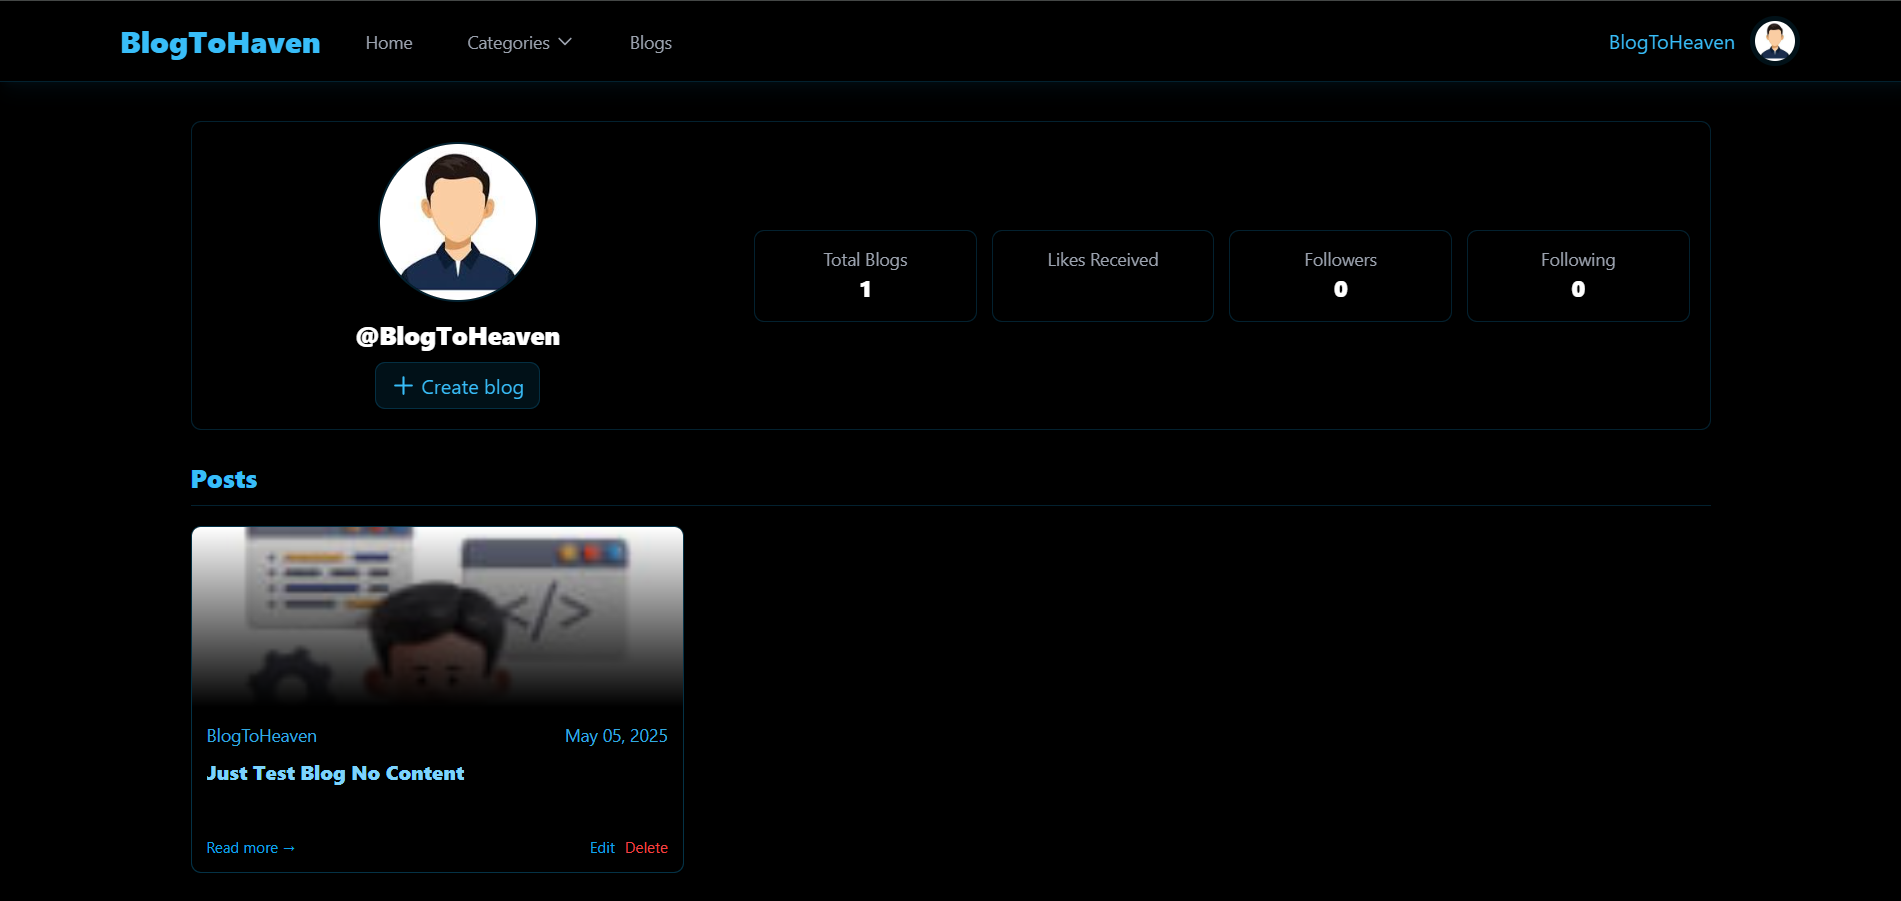 BlogToHaven Home Categories Blogs BlogToHeaven
@BlogToHeaven
+ Create blog
Total Blogs
1
Likes Received
Followers
0
Following
0
Posts
</>
BlogToHeaven May 05, 2025
Just Test Blog No Content
Read more → Edit Delete